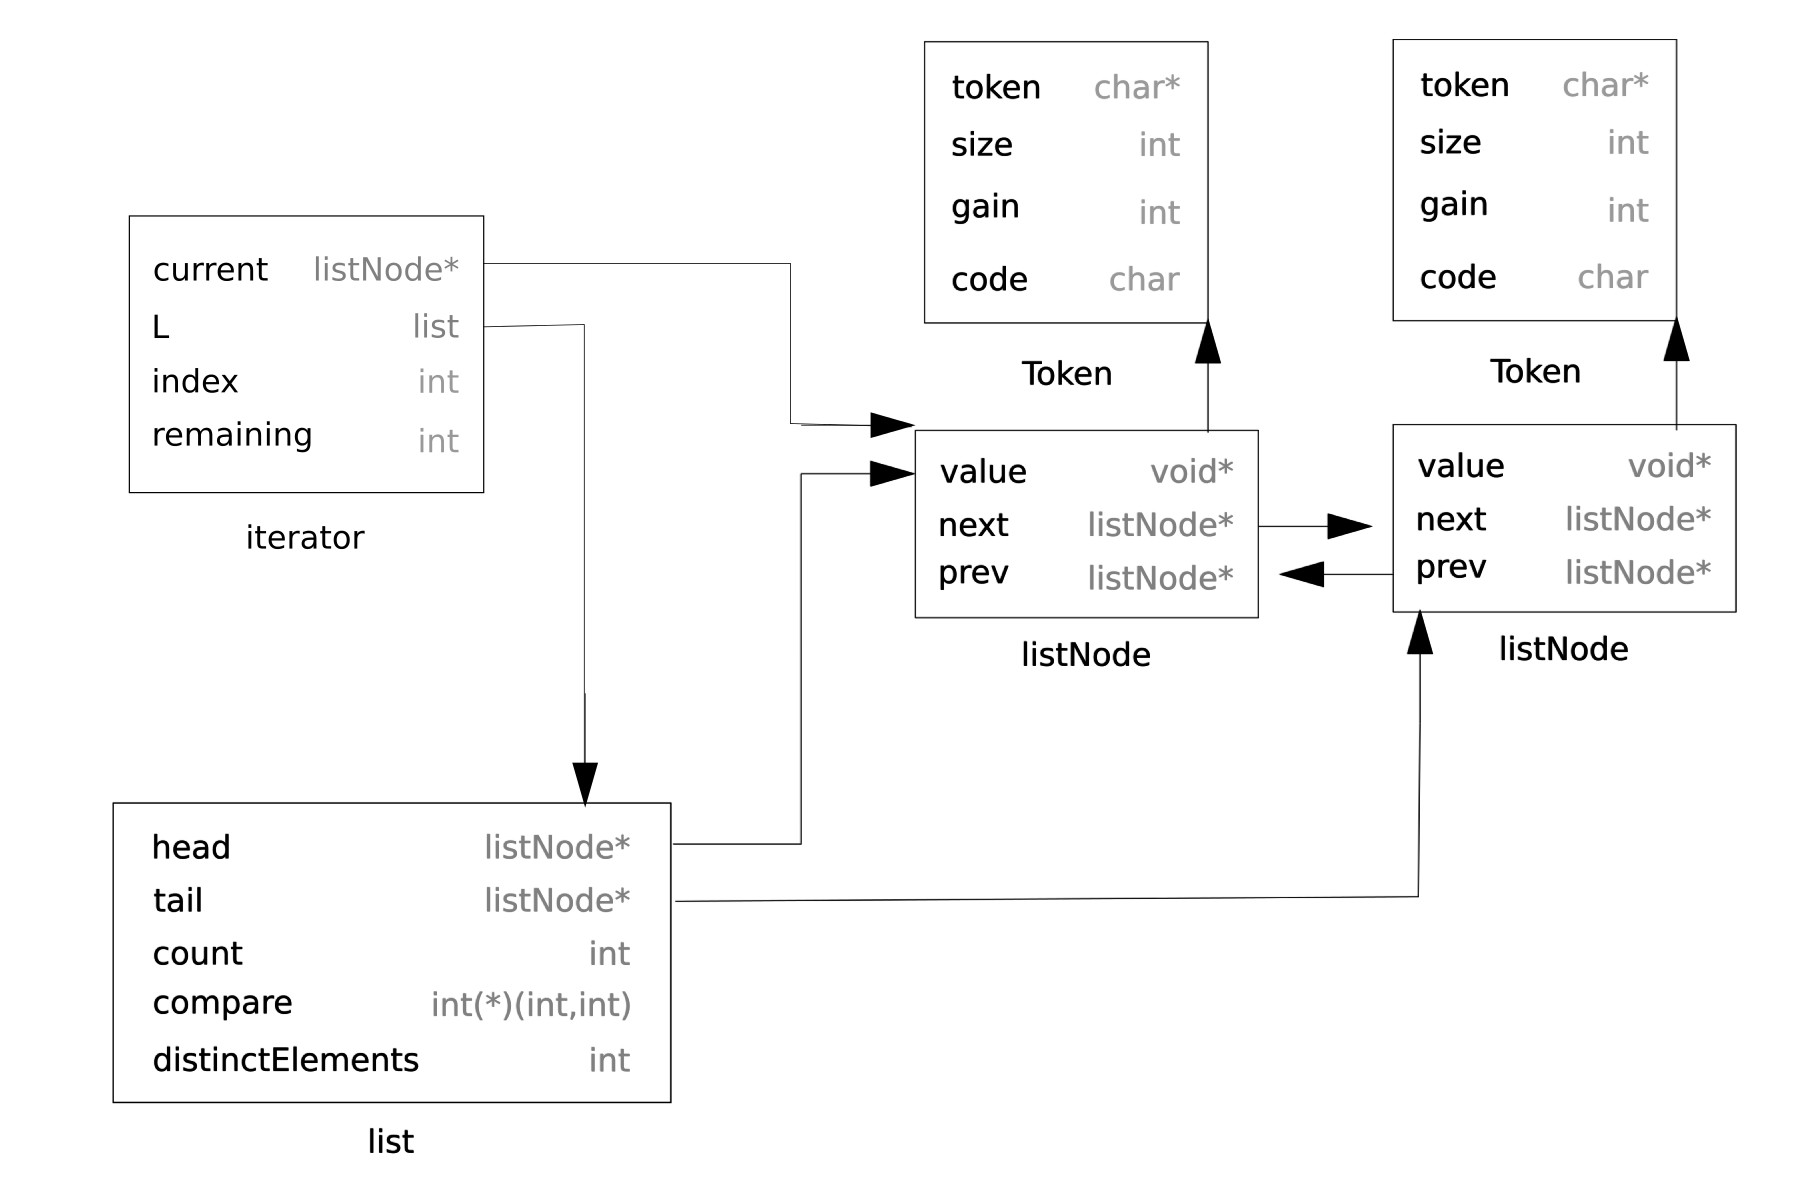 token char*
size int
gain int
code char
Token
token char*
size int
gain int
code char
Token
current listNode*
L list
index int
remaining int
iterator
value void*
next listNode*
prev listNode*
listNode
value void*
next listNode*
prev listNode*
listNode
head listNode*
tail listNode*
count int
compare int(*)(int,int)
distinctElements int
list